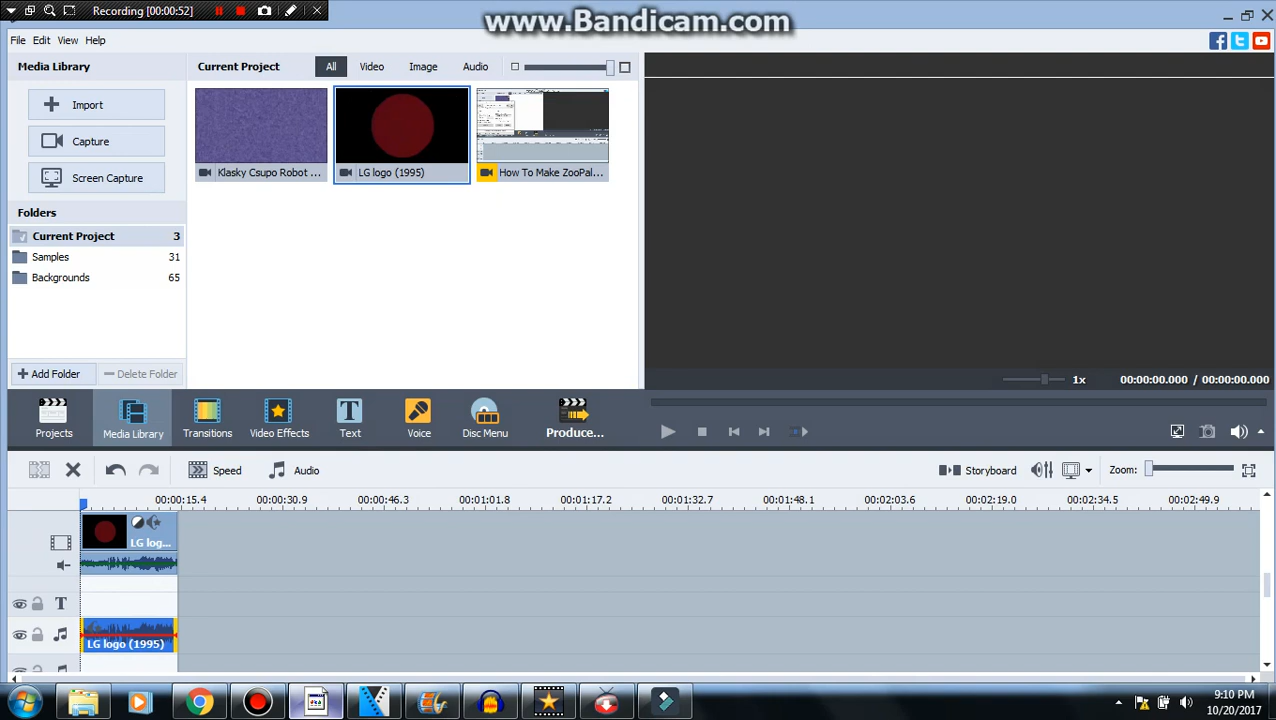 Recording [00:00:52]
www.Bandicam.com
File Edit View Help
Media Library
Current Project All Video Image Audio
Import
Capture
Screen Capture
Klasky Csupo Robot ...
LG logo (1995)
How To Make ZooPal...
Folders
Current Project 3
Samples 31
Backgrounds 65
Add Folder Delete Folder
1x 00:00:00.000 / 00:00:00.000
Projects Media Library Transitions Video Effects Text Voice Disc Menu Produce...
Speed Audio Storyboard Zoom:
00:00:15.4 00:00:30.9 00:00:46.3 00:01:01.8 00:01:17.2 00:01:32.7 00:01:48.1 00:02:03.6 00:02:19.0 00:02:34.5 00:02:49.9
LG log...
T
LG logo (1995)
9:10 PM
10/20/2017